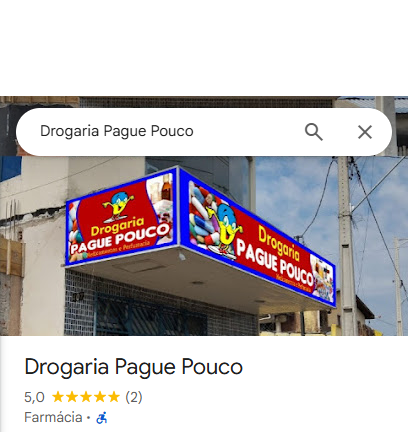 Drogaria Pague Pouco
Drogaria
PAGUE POUCO
Medicamentos e Perfumaria
Drogaria
PAGUE POUCO
Medicamentos e Perfumaria
Drogaria Pague Pouco
5,0 ★★★★★ (2)
Farmácia ·